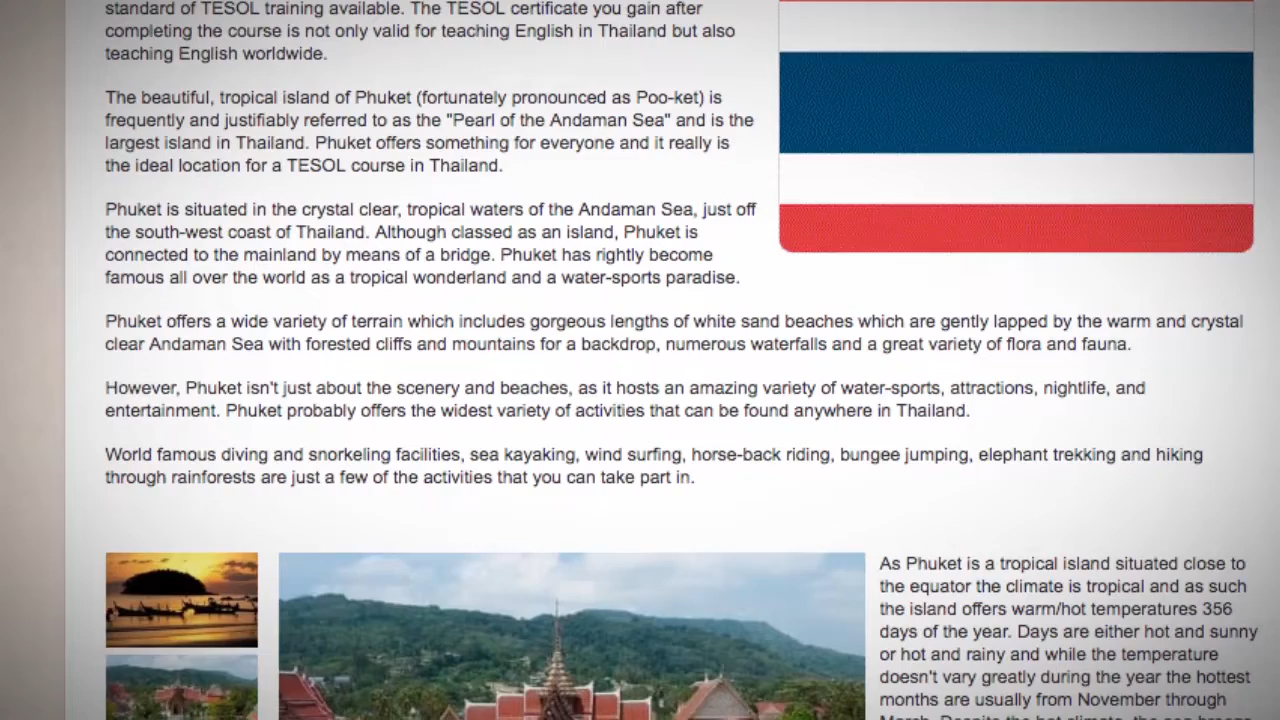 standard of TESOL training available. The TESOL certificate you gain after
completing the course is not only valid for teaching English in Thailand but also
teaching English worldwide.
The beautiful, tropical island of Phuket (fortunately pronounced as Poo-ket) is
frequently and justifiably referred to as the "Pearl of the Andaman Sea" and is the
largest island in Thailand. Phuket offers something for everyone and it really is
the ideal location for a TESOL course in Thailand.
Phuket is situated in the crystal clear, tropical waters of the Andaman Sea, just off
the south-west coast of Thailand. Although classed as an island, Phuket is
connected to the mainland by means of a bridge. Phuket has rightly become
famous all over the world as a tropical wonderland and a water-sports paradise.
Phuket offers a wide variety of terrain which includes gorgeous lengths of white sand beaches which are gently lapped by the warm and crystal
clear Andaman Sea with forested cliffs and mountains for a backdrop, numerous waterfalls and a great variety of flora and fauna.
However, Phuket isn't just about the scenery and beaches, as it hosts an amazing variety of water-sports, attractions, nightlife, and
entertainment. Phuket probably offers the widest variety of activities that can be found anywhere in Thailand.
World famous diving and snorkeling facilities, sea kayaking, wind surfing, horse-back riding, bungee jumping, elephant trekking and hiking
through rainforests are just a few of the activities that you can take part in.
As Phuket is a tropical island situated close to
the equator the climate is tropical and as such
the island offers warm/hot temperatures 356
days of the year. Days are either hot and sunny
or hot and rainy and while the temperature
doesn't vary greatly during the year the hottest
months are usually from November through